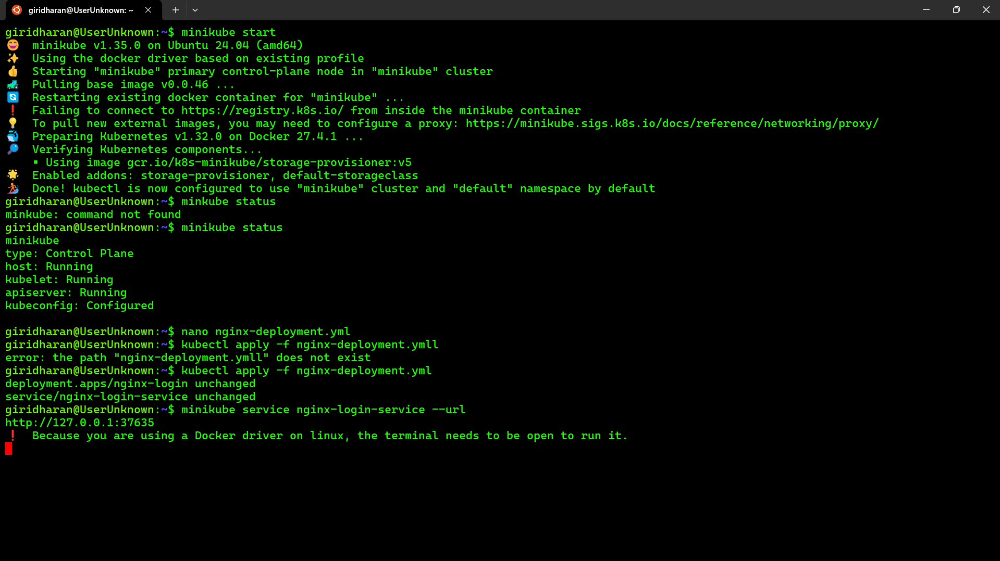 giridharan@UserUnknown: ~
giridharan@UserUnknown:~$ minikube start
minikube v1.35.0 on Ubuntu 24.04 (amd64)
Using the docker driver based on existing profile
Starting "minikube" primary control-plane node in "minikube" cluster
Pulling base image v0.0.46 ...
Restarting existing docker container for "minikube" ...
Failing to connect to https://registry.k8s.io/ from inside the minikube container
To pull new external images, you may need to configure a proxy: https://minikube.sigs.k8s.io/docs/reference/networking/proxy/
Preparing Kubernetes v1.32.0 on Docker 27.4.1 ...
Verifying Kubernetes components...
▪ Using image gcr.io/k8s-minikube/storage-provisioner:v5
Enabled addons: storage-provisioner, default-storageclass
Done! kubectl is now configured to use "minikube" cluster and "default" namespace by default
giridharan@UserUnknown:~$ minkube status
minkube: command not found
giridharan@UserUnknown:~$ minikube status
minikube
type: Control Plane
host: Running
kubelet: Running
apiserver: Running
kubeconfig: Configured
giridharan@UserUnknown:~$ nano nginx-deployment.yml
giridharan@UserUnknown:~$ kubectl apply -f nginx-deployment.ymll
error: the path "nginx-deployment.ymll" does not exist
giridharan@UserUnknown:~$ kubectl apply -f nginx-deployment.yml
deployment.apps/nginx-login unchanged
service/nginx-login-service unchanged
giridharan@UserUnknown:~$ minikube service nginx-login-service --url
http://127.0.0.1:37635
Because you are using a Docker driver on linux, the terminal needs to be open to run it.